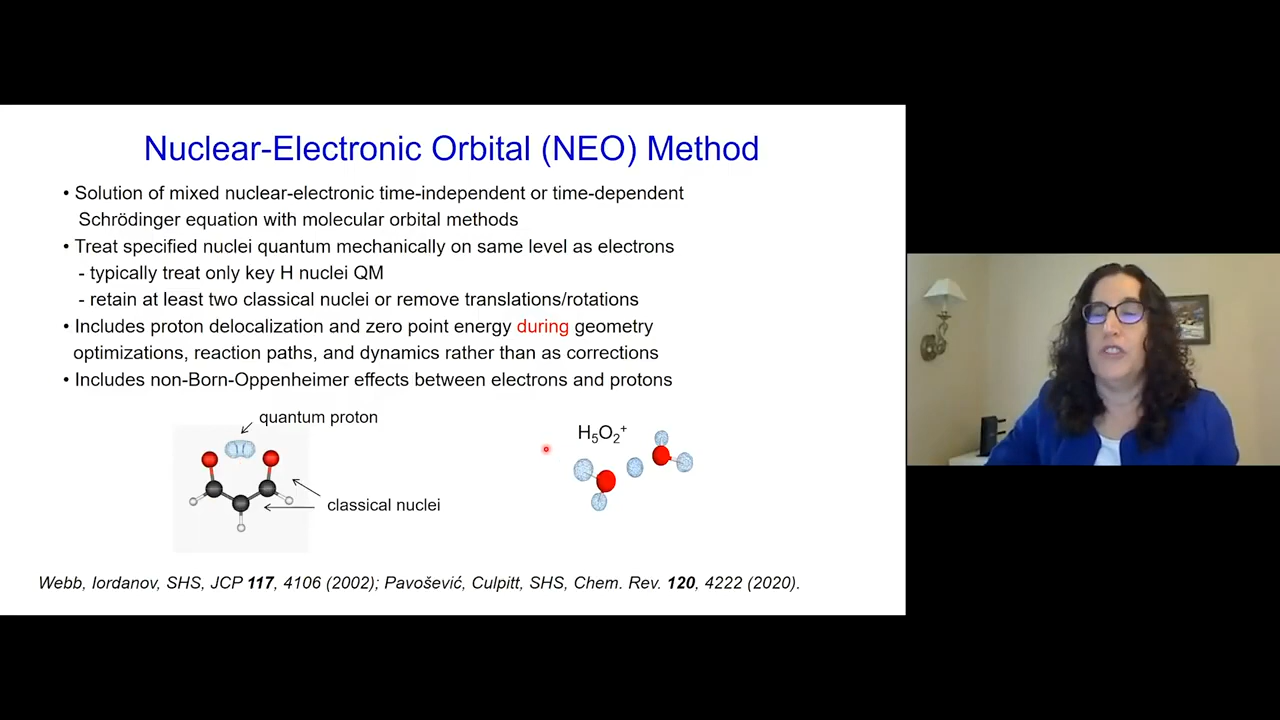 Nuclear-Electronic Orbital (NEO) Method
• Solution of mixed nuclear-electronic time-independent or time-dependent
Schrödinger equation with molecular orbital methods
• Treat specified nuclei quantum mechanically on same level as electrons
- typically treat only key H nuclei QM
- retain at least two classical nuclei or remove translations/rotations
• Includes proton delocalization and zero point energy during geometry
optimizations, reaction paths, and dynamics rather than as corrections
• Includes non-Born-Oppenheimer effects between electrons and protons
quantum proton
H₅O₂⁺
classical nuclei
Webb, Iordanov, SHS, JCP 117, 4106 (2002); Pavošević, Culpitt, SHS, Chem. Rev. 120, 4222 (2020).